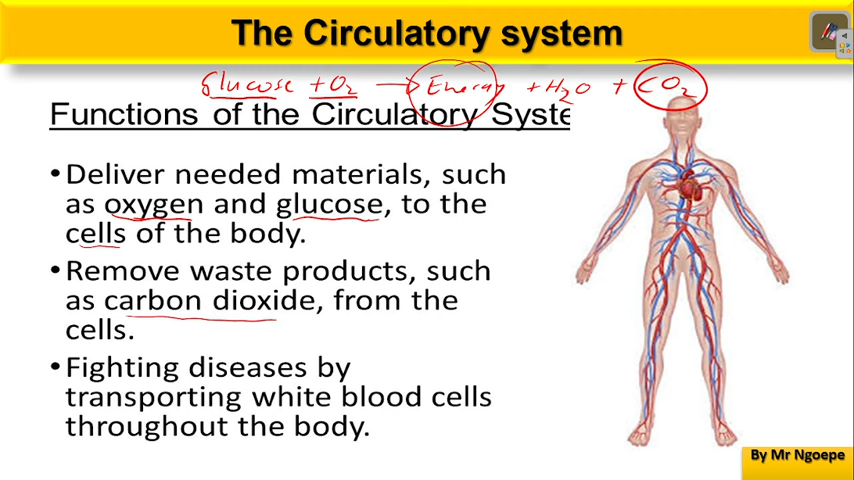 The Circulatory system
glucose + O2 → Energy + H2O + CO2
Functions of the Circulatory Syste
•Deliver needed materials, such
as oxygen and glucose, to the
cells of the body.
•Remove waste products, such
as carbon dioxide, from the
cells.
•Fighting diseases by
transporting white blood cells
throughout the body.
By Mr Ngoepe